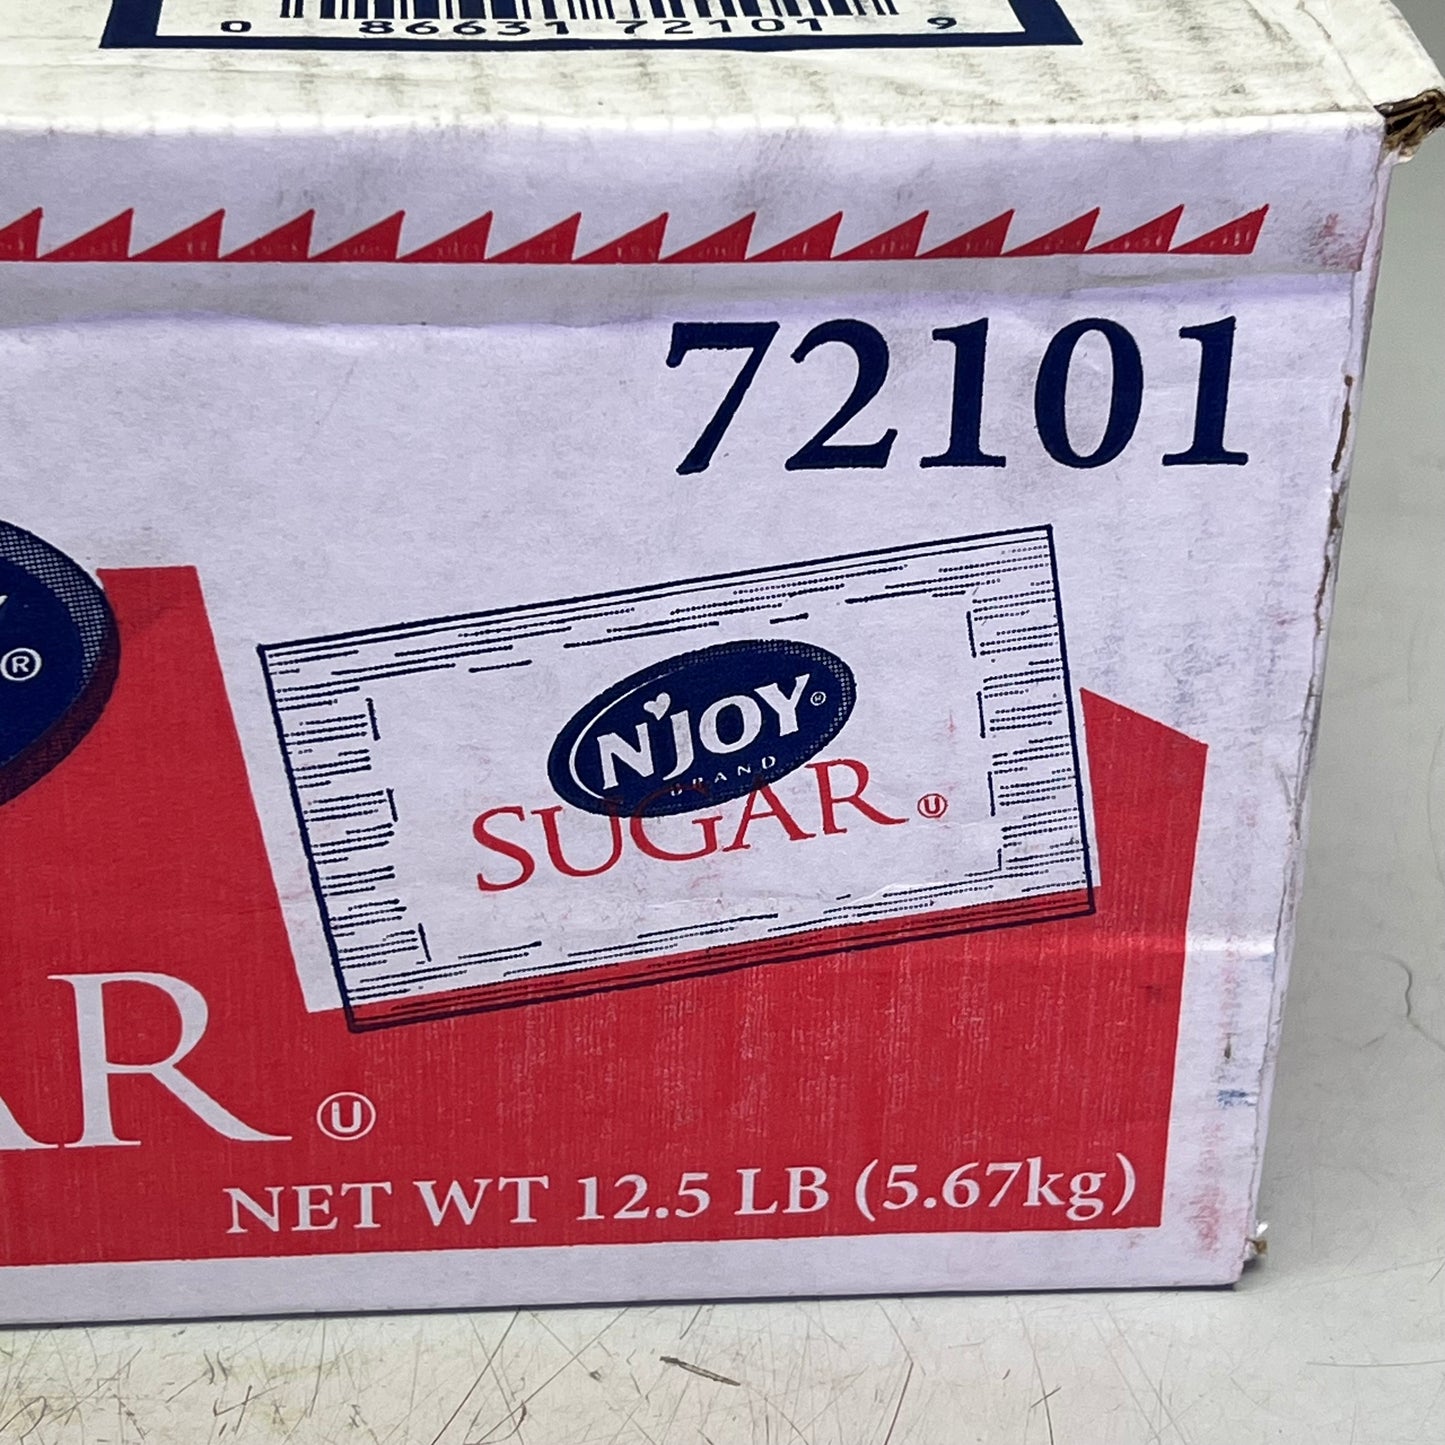 0 86631 72101 9
72101
Y ®
N'JOY ®
BRAND
SUGAR Ⓤ
AR Ⓤ
NET WT 12.5 LB (5.67kg)